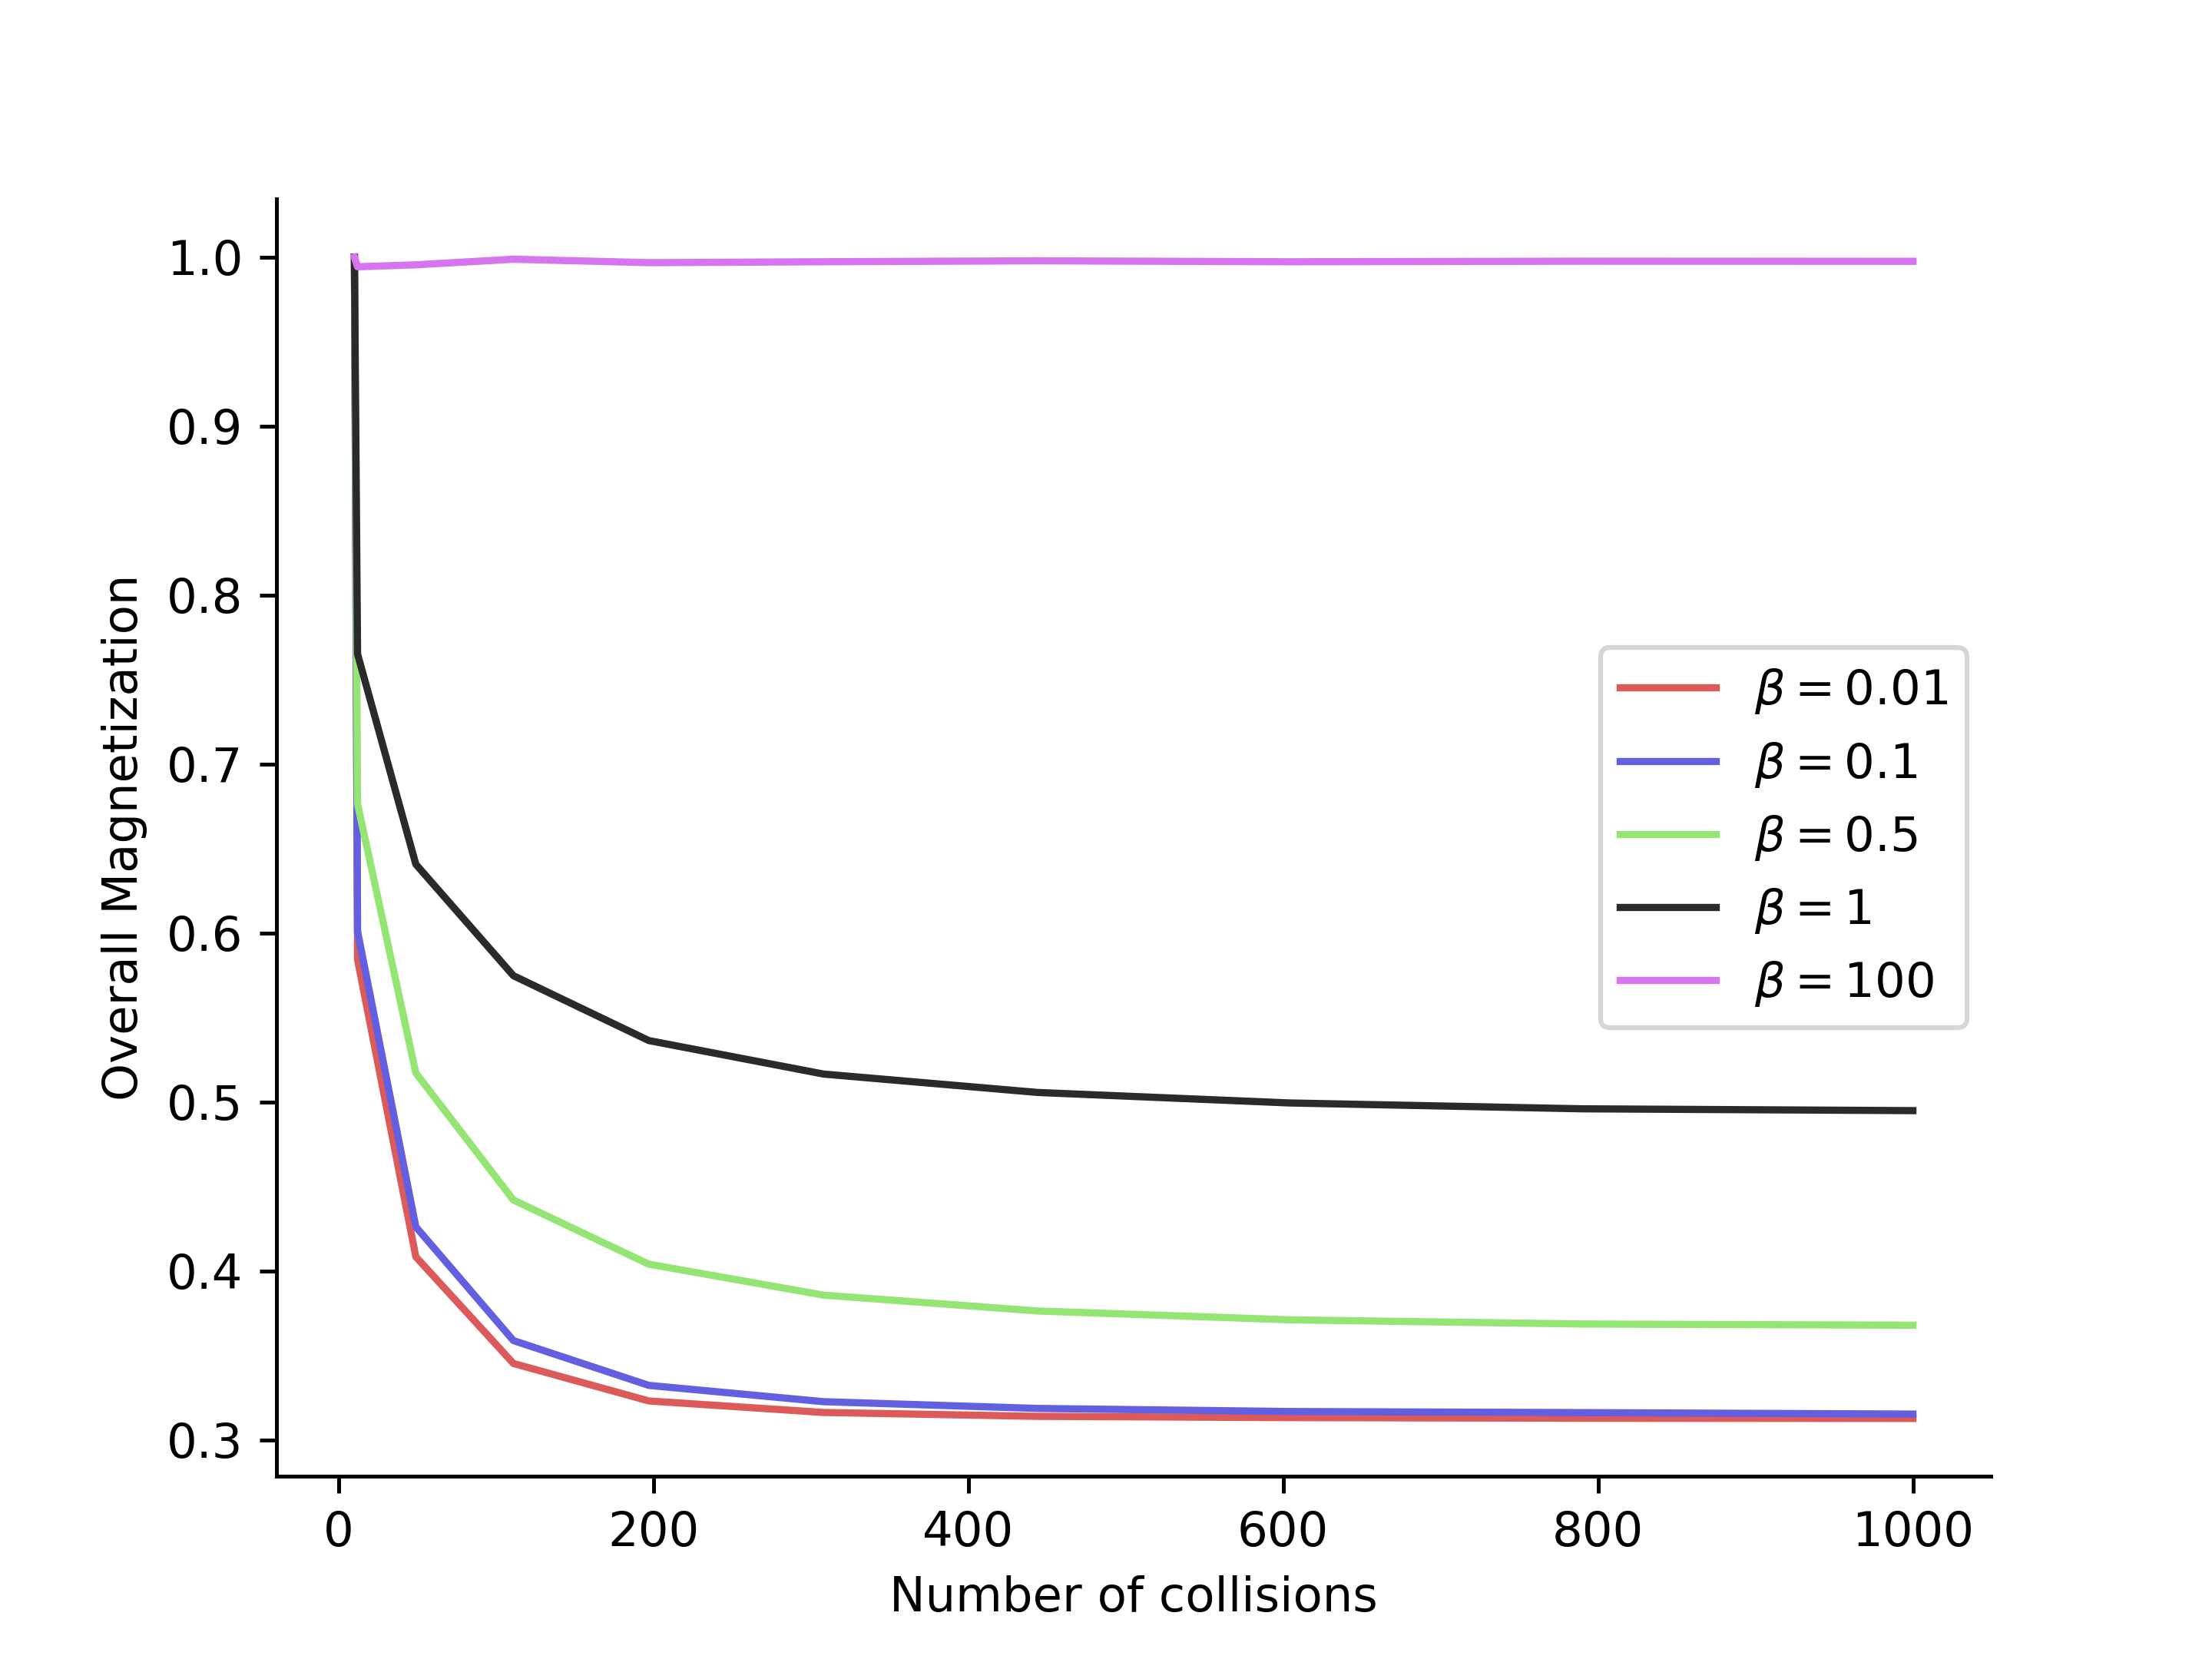 1.0
0.9
0.8
0.7
0.6
0.5
0.4
0.3
Overall Magnetization
β = 0.01
β = 0.1
β = 0.5
β = 1
β = 100
0 200 400 600 800 1000
Number of collisions